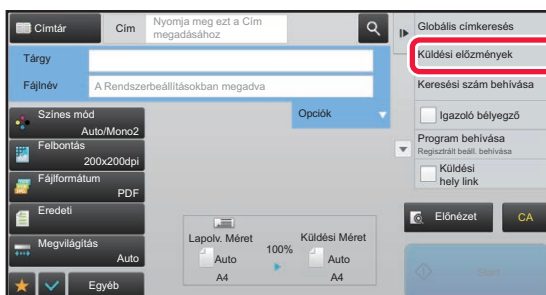 Címtár
Cím
Nyomja meg ezt a Cím
megadásához
Tárgy
Fájlnév
A Rendszerbeállításokban megadva
Opciók
Színes mód
Auto/Mono2
Felbontás
200x200dpi
Fájlformátum
PDF
Eredeti
Megvilágítás
Auto
Egyéb
Lapolv. Méret
Auto
A4
100%
Küldési Méret
Auto
A4
Globális címkeresés
Küldési előzmények
Keresési szám behívása
Igazoló bélyegző
Program behívása
Regisztrált beáll. behívása
Küldési
hely link
Előnézet
CA
Start